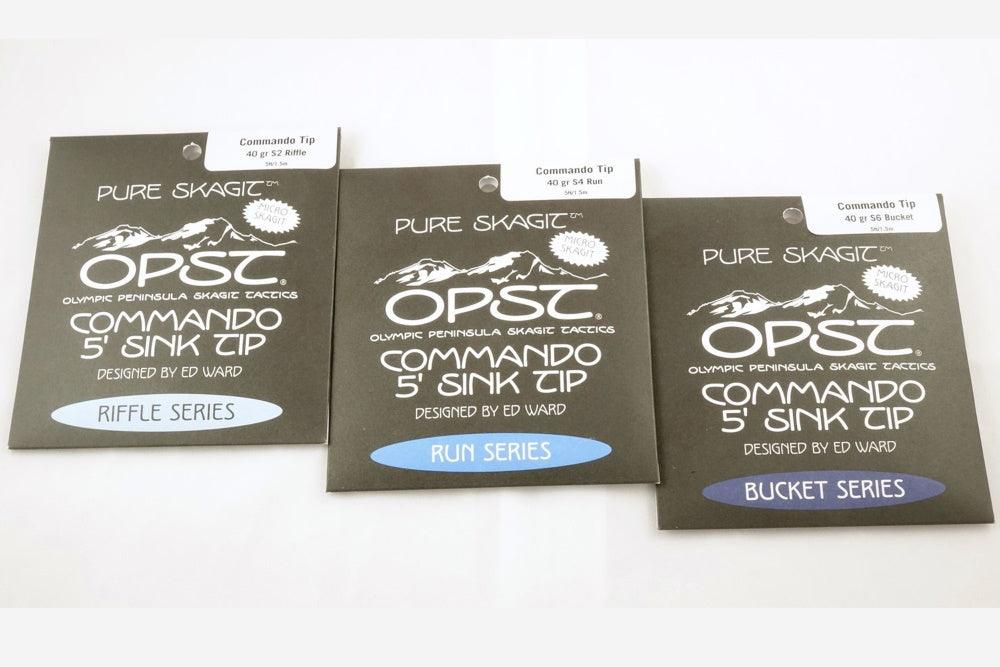 Commando Tip
40 gr S2 Riffle
5ft/1.5m
PURE SKAGIT™
MICRO
SKAGIT
OPST®
OLYMPIC PENINSULA SKAGIT TACTICS
COMMANDO
5' SINK TIP
DESIGNED BY ED WARD
RIFFLE SERIES
Commando Tip
40 gr S4 Run
5ft/1.5m
PURE SKAGIT™
MICRO
SKAGIT
OPST®
OLYMPIC PENINSULA SKAGIT TACTICS
COMMANDO
5' SINK TIP
DESIGNED BY ED WARD
RUN SERIES
Commando Tip
40 gr S6 Bucket
5ft/1.5m
PURE SKAGIT™
MICRO
SKAGIT
OPST®
OLYMPIC PENINSULA SKAGIT TACTICS
COMMANDO
5' SINK TIP
DESIGNED BY ED WARD
BUCKET SERIES